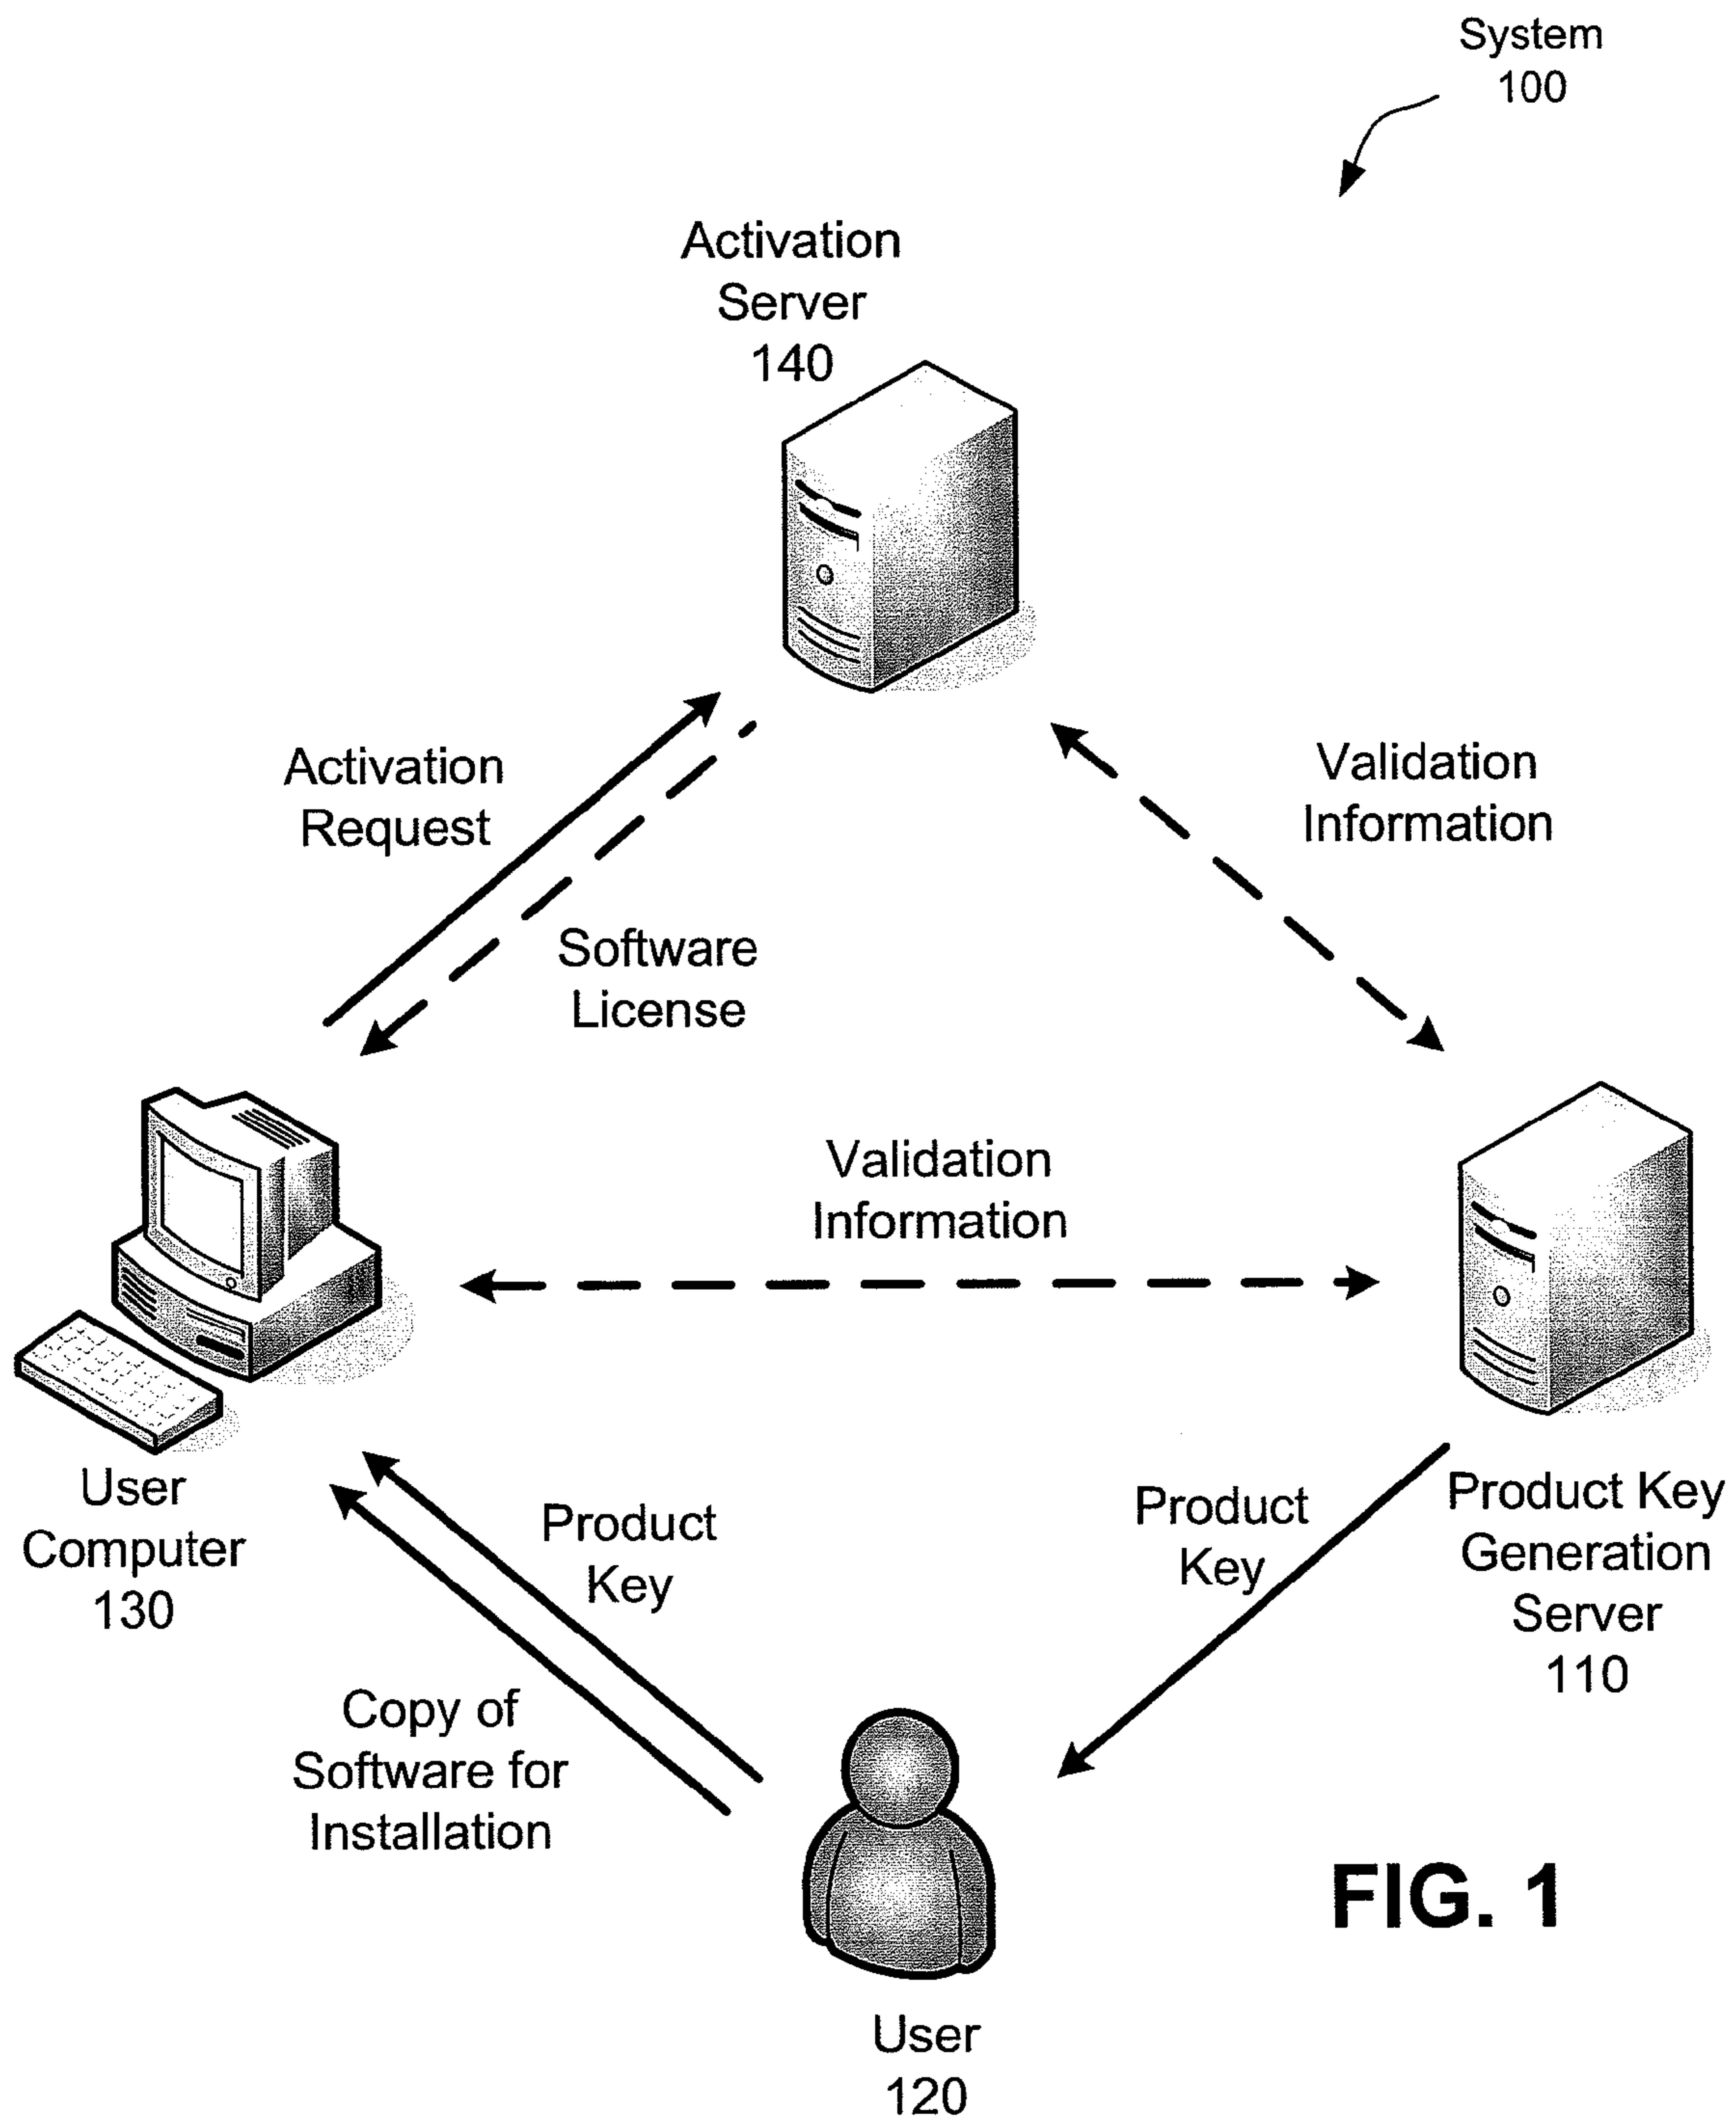 System
100
Activation
Server
140
Activation
Request
Validation
Information
Software
License
Validation
Information
User
Computer
130
Product
Key
Product
Key
Product Key
Generation
Server
110
Copy of
Software for
Installation
FIG. 1
User
120